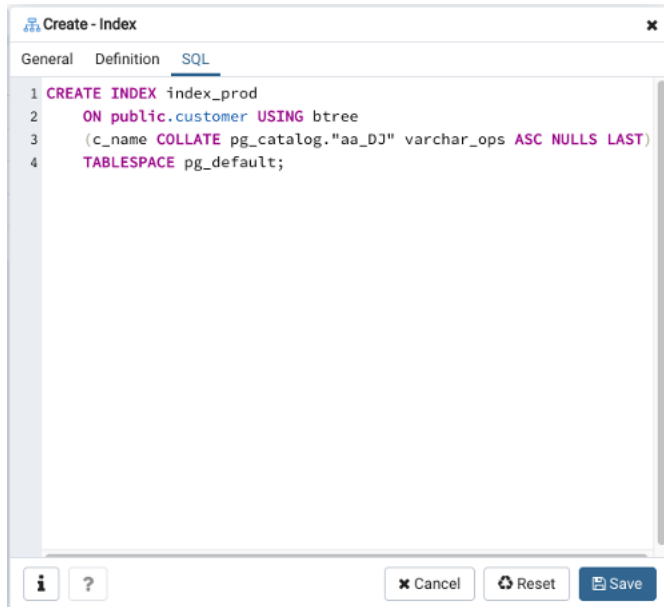 Create - Index
General Definition SQL
1 CREATE INDEX index_prod
2 ON public.customer USING btree
3 (c_name COLLATE pg_catalog."aa_DJ" varchar_ops ASC NULLS LAST)
4 TABLESPACE pg_default;
i ? Cancel Reset Save